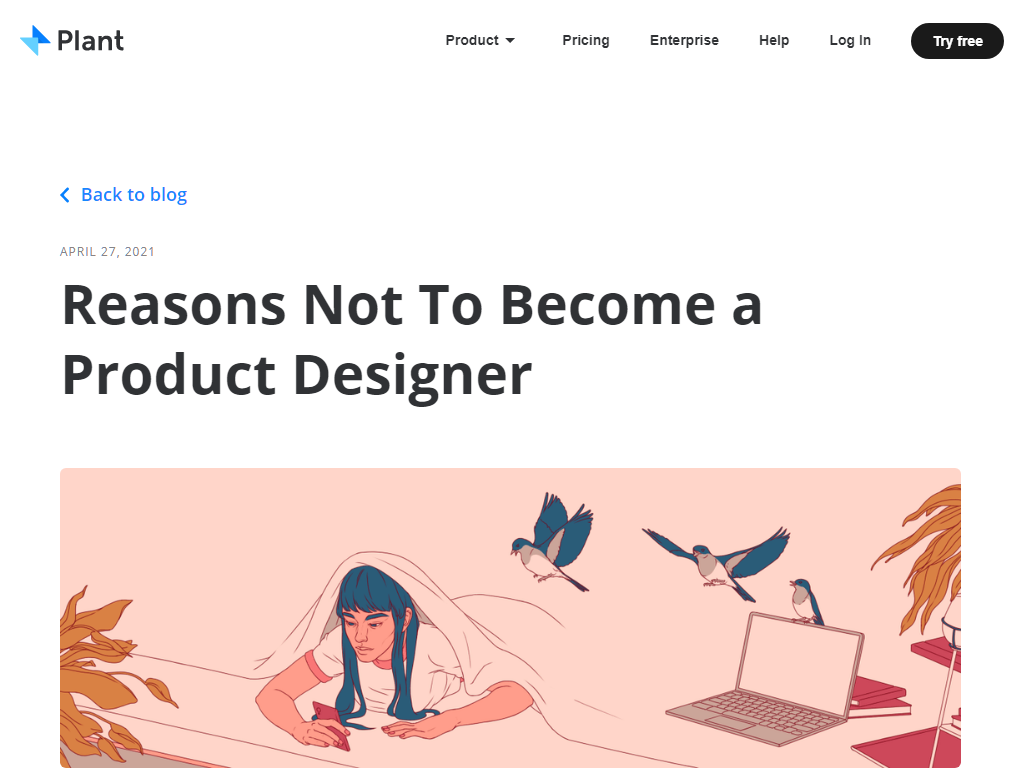 Plant
Product
Pricing
Enterprise
Help
Log In
Try free
Back to blog
APRIL 27, 2021
Reasons Not To Become a
Product Designer